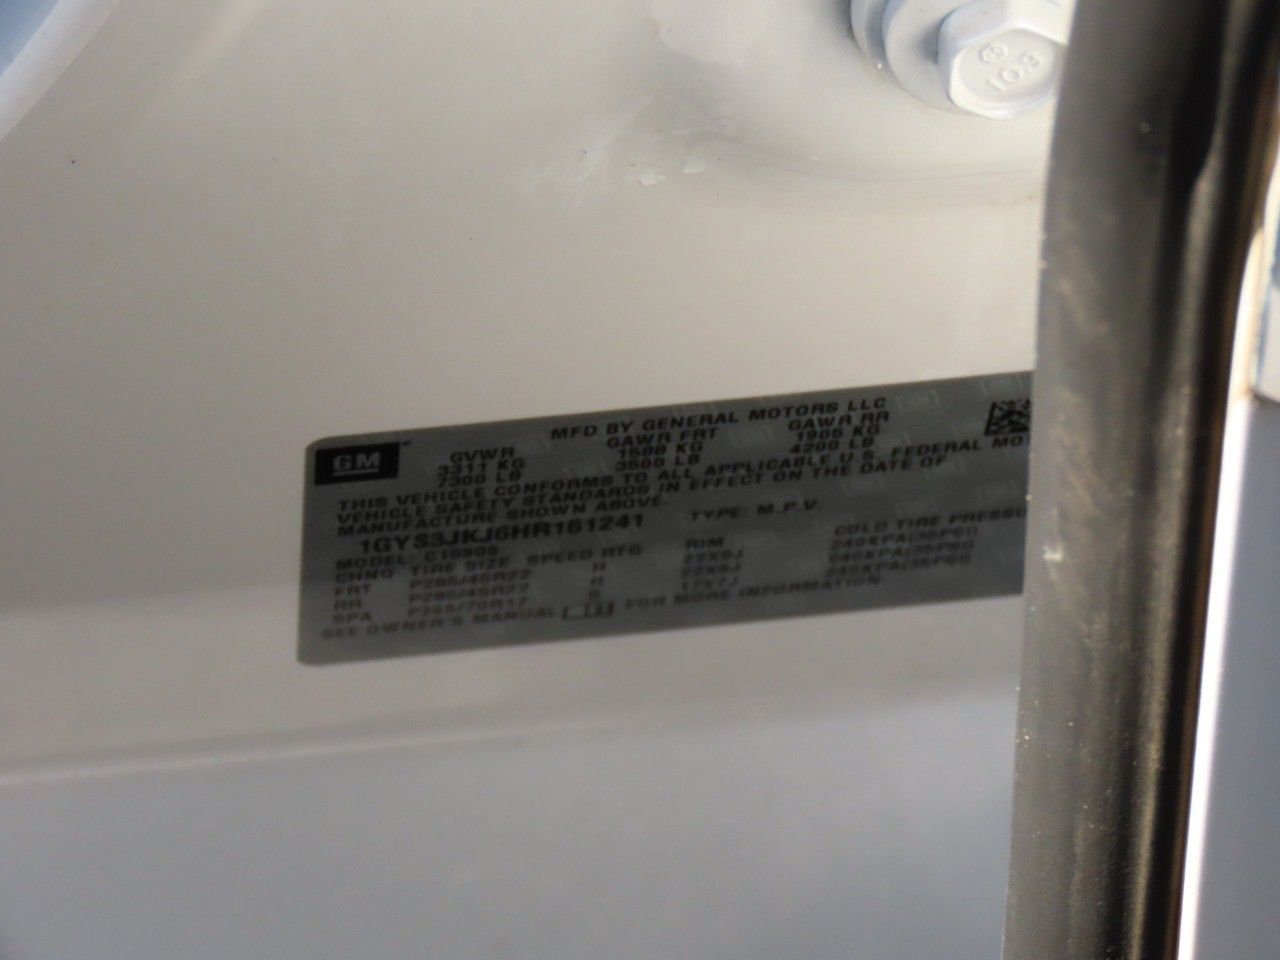 10.9
MFD BY GENERAL MOTORS LLC
GM GVWR GAWR FRT GAWR RR
3311 KG 1588 KG 1905 KG
7300 LB 3500 LB 4200 LB
THIS VEHICLE CONFORMS TO ALL APPLICABLE U.S. FEDERAL MOT
VEHICLE SAFETY STANDARDS IN EFFECT ON THE DATE OF
MANUFACTURE SHOWN ABOVE.
1GYS3JKJ6HR161241 TYPE: M.P.V
MODEL: C15906
CHNG TIRE SIZE SPEED RTG RIM COLD TIRE PRESSU
FRT P285/45R22 H 22X9J 240KPA(35PSI)
RR P285/45R22 H 22X9J 240KPA(35PSI)
SPA P265/70R17 S 17X7J 240KPA(35PSI)
SEE OWNER'S MANUAL FOR MORE INFORMATION